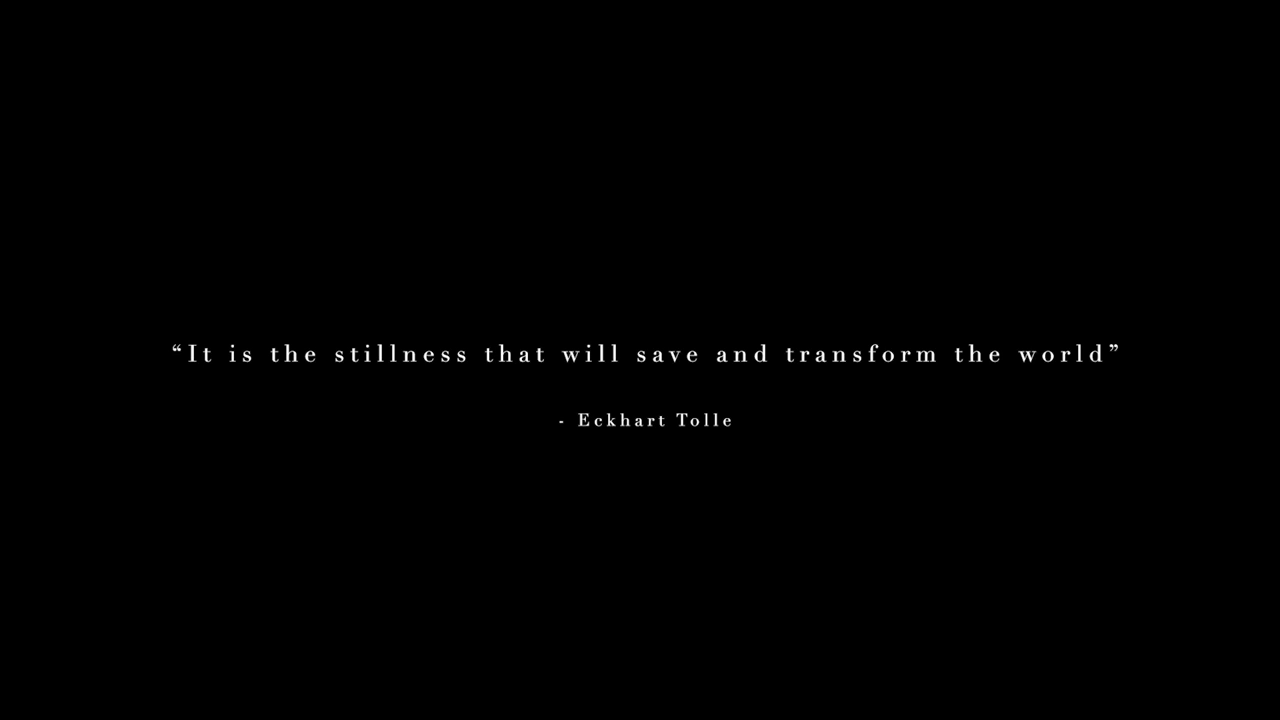 “It is the stillness that will save and transform the world”
- Eckhart Tolle